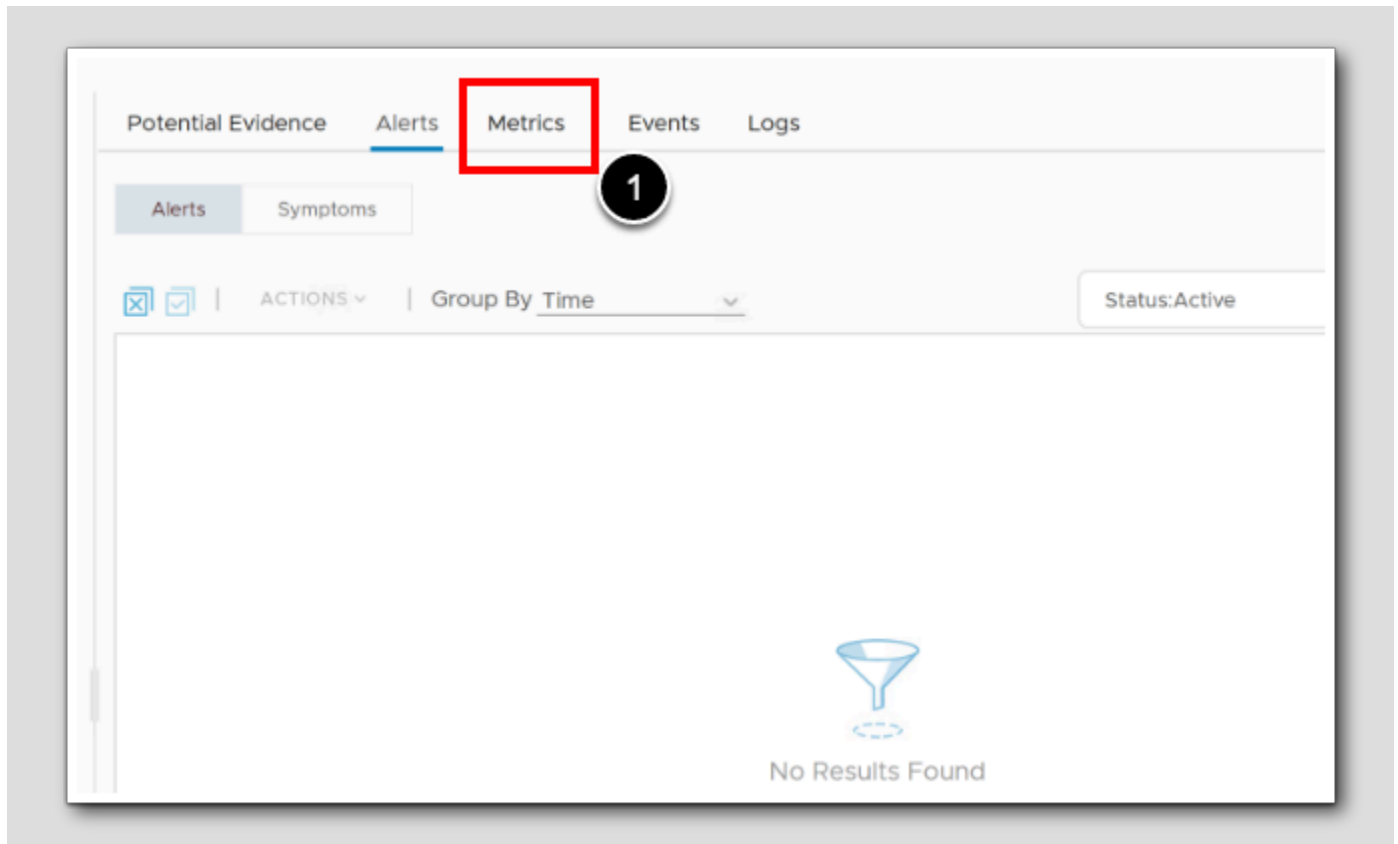 Potential Evidence Alerts Metrics Events Logs
1
Alerts Symptoms
ACTIONS Group By Time Status:Active
No Results Found